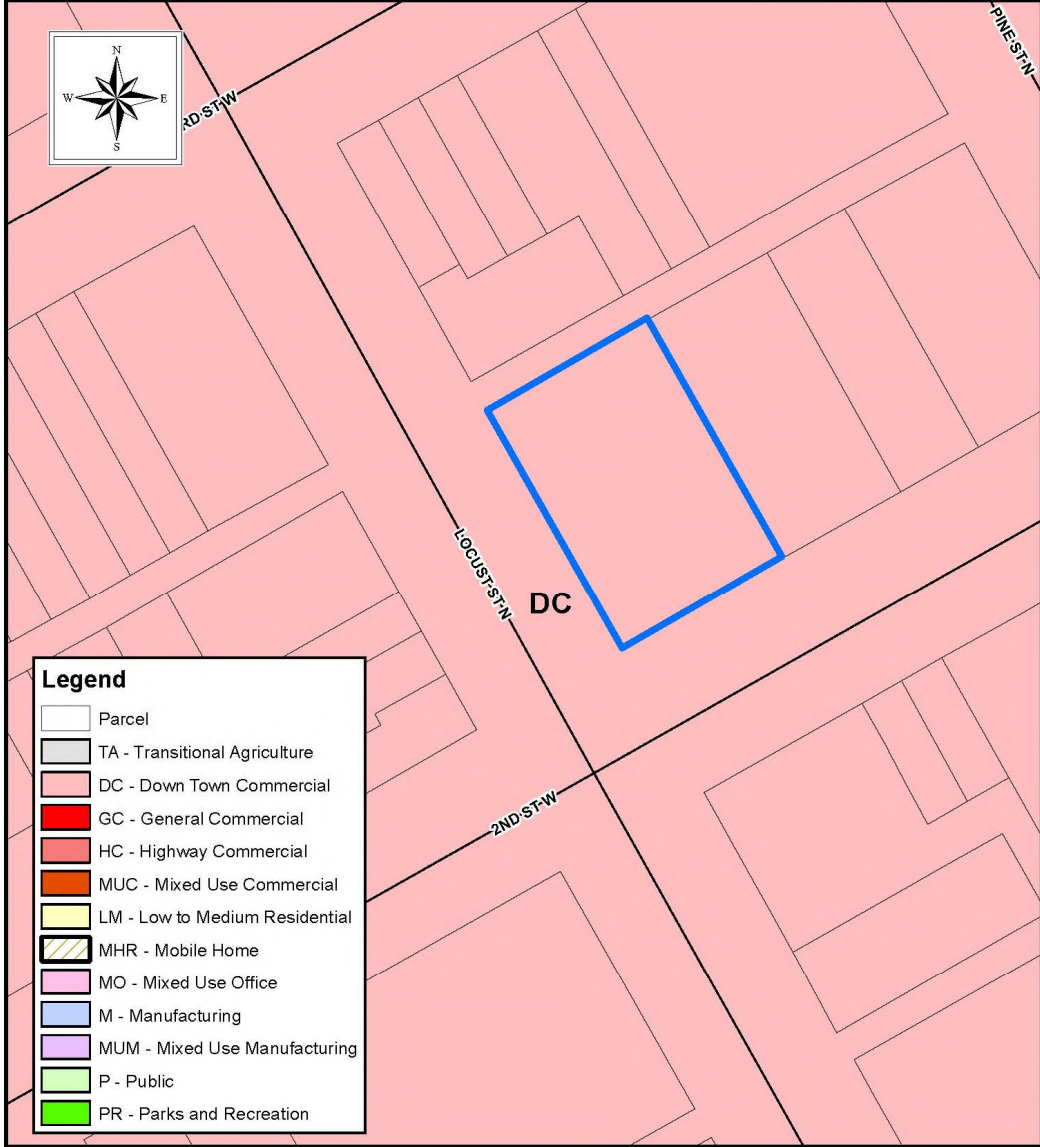 PINE ST N
N
W
E
S
RD ST W
LOCUST ST N
DC
2ND ST W
Legend
Parcel
TA - Transitional Agriculture
DC - Down Town Commercial
GC - General Commercial
HC - Highway Commercial
MUC - Mixed Use Commercial
LM - Low to Medium Residential
MHR - Mobile Home
MO - Mixed Use Office
M - Manufacturing
MUM - Mixed Use Manufacturing
P - Public
PR - Parks and Recreation